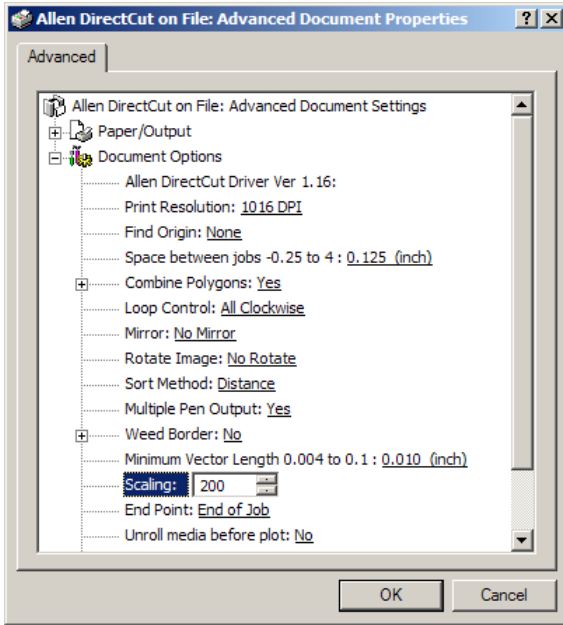 Allen DirectCut on File: Advanced Document Properties
Advanced
Allen DirectCut on File: Advanced Document Settings
Paper/Output
Document Options
Allen DirectCut Driver Ver 1.16:
Print Resolution: 1016 DPI
Find Origin: None
Space between jobs -0.25 to 4 : 0.125 (inch)
Combine Polygons: Yes
Loop Control: All Clockwise
Mirror: No Mirror
Rotate Image: No Rotate
Sort Method: Distance
Multiple Pen Output: Yes
Weed Border: No
Minimum Vector Length 0.004 to 0.1 : 0.010 (inch)
Scaling: 200
End Point: End of Job
Unroll media before plot: No
OK Cancel